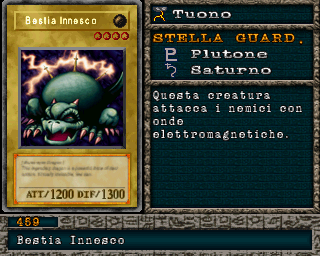 Bestia Innesco
ATT/1200 DIF/1300
Tuono
STELLA GUARD.
Plutone
Saturno
Questa creatura
attacca i nemici con
onde
elettromagnetiche.
459
Bestia Innesco